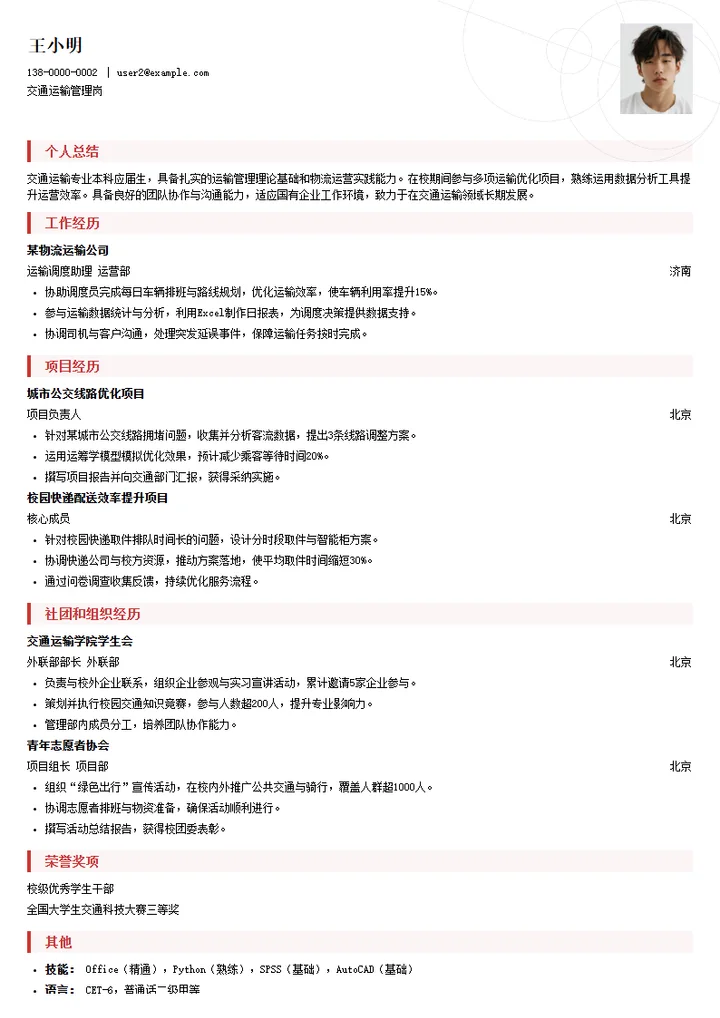 王小明
138-0000-0002 | user2@example.com
交通运输管理岗
个人总结
交通运输专业本科应届生，具备扎实的运输管理理论基础和物流运营实践能力。在校期间参与多项运输优化项目，熟练运用数据分析工具提
升运营效率。具备良好的团队协作与沟通能力，适应国有企业工作环境，致力于在交通运输领域长期发展。
工作经历
某物流运输公司
运输调度助理 运营部 济南
• 协助调度员完成每日车辆排班与路线规划，优化运输效率，使车辆利用率提升15%。
• 参与运输数据统计与分析，利用Excel制作日报表，为调度决策提供数据支持。
• 协调司机与客户沟通，处理突发延误事件，保障运输任务按时完成。
项目经历
城市公交线路优化项目
项目负责人 北京
• 针对某城市公交线路拥堵问题，收集并分析客流数据，提出3条线路调整方案。
• 运用运筹学模型模拟优化效果，预计减少乘客等待时间20%。
• 撰写项目报告并向交通部门汇报，获得采纳实施。
校园快递配送效率提升项目
核心成员 北京
• 针对校园快递取件排队时间长的问题，设计分时段取件与智能柜方案。
• 协调快递公司与校方资源，推动方案落地，使平均取件时间缩短30%。
• 通过问卷调查收集反馈，持续优化服务流程。
社团和组织经历
交通运输学院学生会
外联部部长 外联部 北京
• 负责与校外企业联系，组织企业参观与实习宣讲活动，累计邀请5家企业参与。
• 策划并执行校园交通知识竞赛，参与人数超200人，提升专业影响力。
• 管理部内成员分工，培养团队协作能力。
青年志愿者协会
项目组长 项目部 北京
• 组织“绿色出行”宣传活动，在校内外推广公共交通与骑行，覆盖人群超1000人。
• 协调志愿者排班与物资准备，确保活动顺利进行。
• 撰写活动总结报告，获得校团委表彰。
荣誉奖项
校级优秀学生干部
全国大学生交通科技大赛三等奖
其他
• 技能： Office（精通），Python（熟练），SPSS（基础），AutoCAD（基础）
• 语言： CET-6，普通话二级甲等